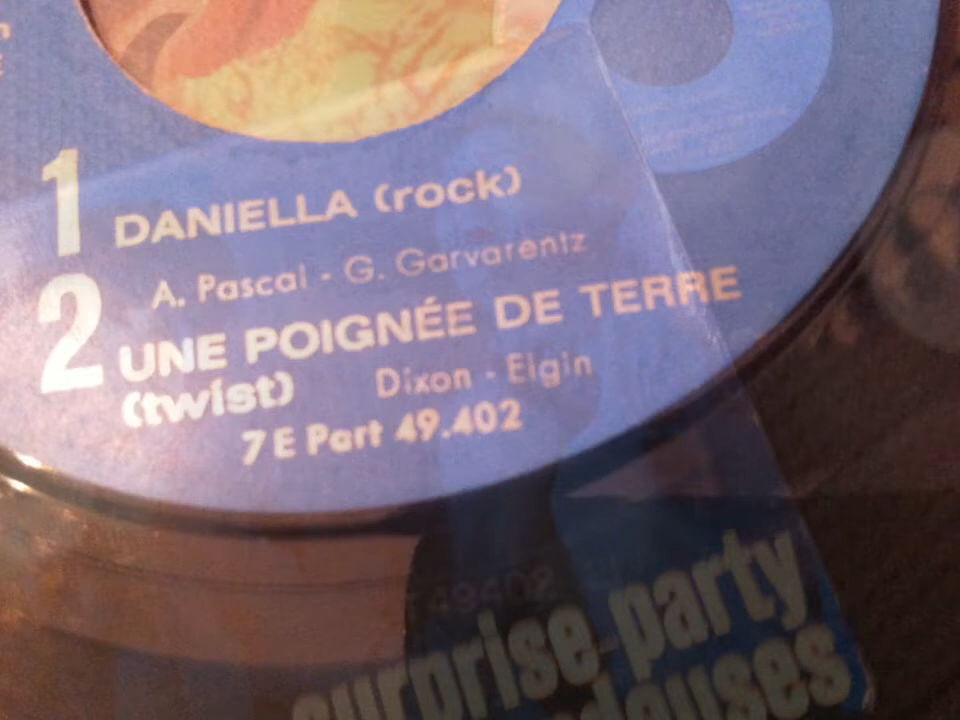 1 DANIELLA (rock)
A. Pascal - G. Garvarentz
2 UNE POIGNÉE DE TERRE
(twist) Dixon - Elgin
7 E Part 49.402
49402
surprise-party